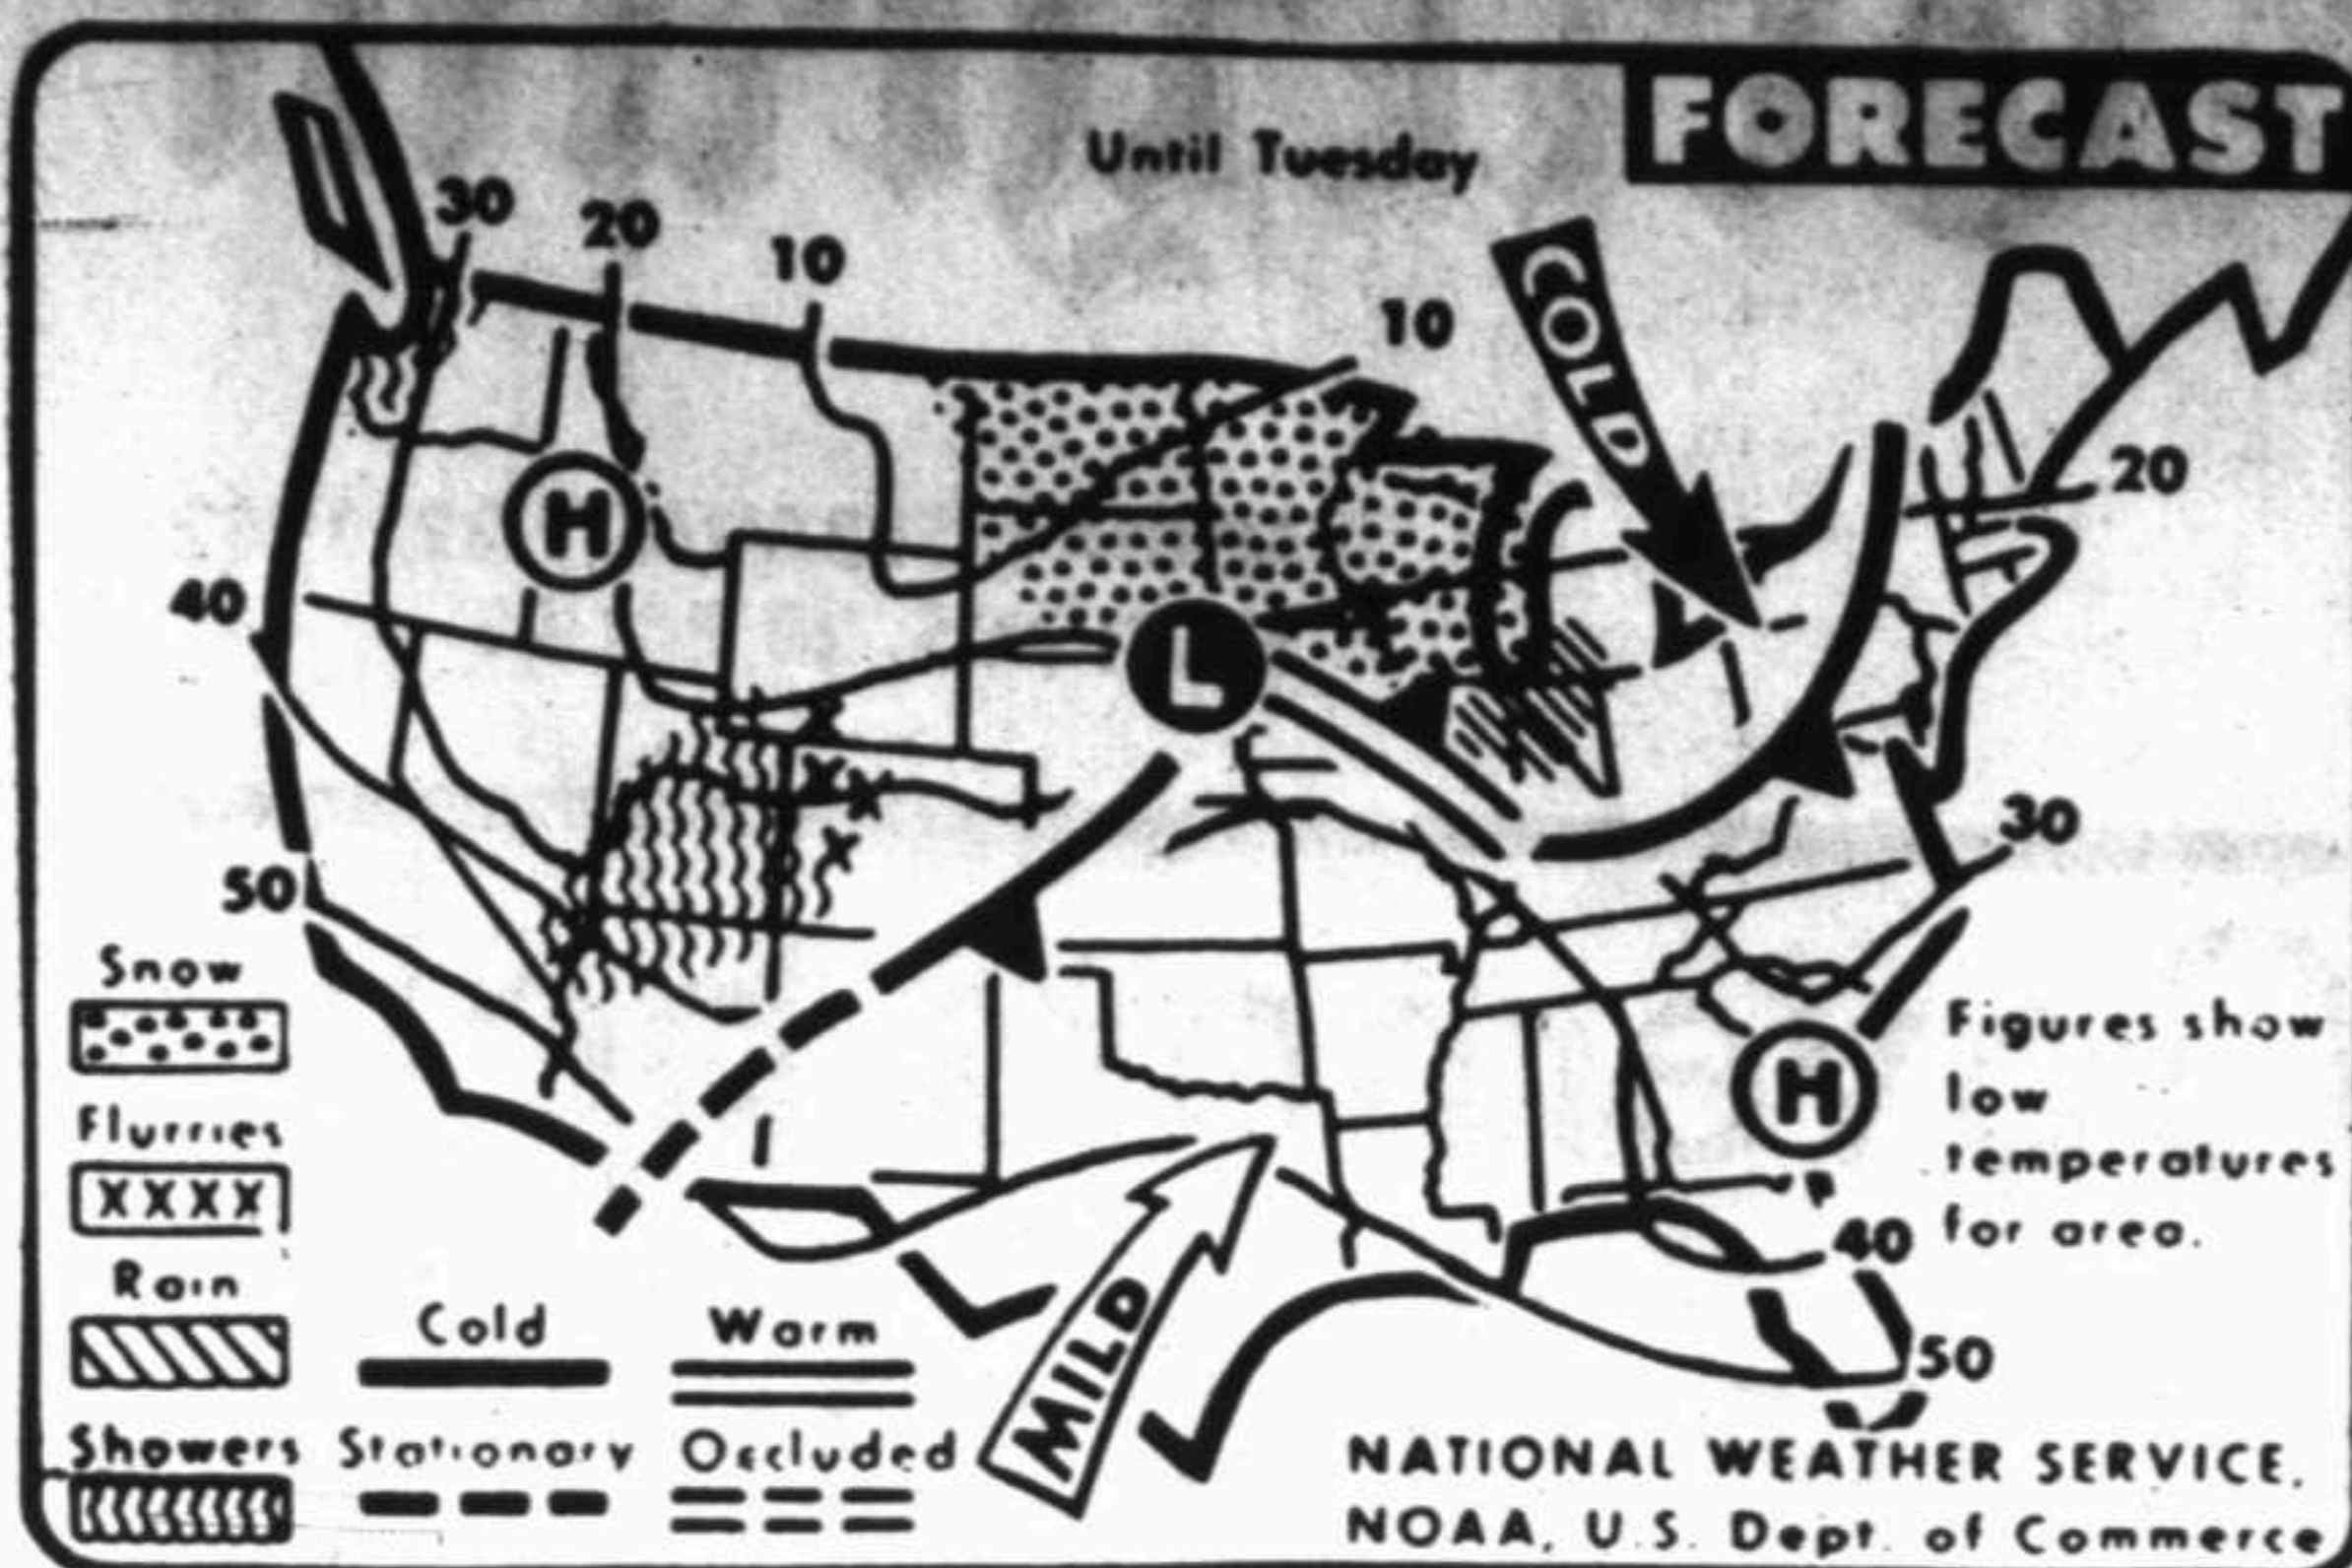 FORECAST
Until Tuesday
COLD
30
20
10
10
20
H
40
L
50
30
H
Snow
Flurries
XXXX
Rain
Showers
Cold
Warm
Stationary
Occluded
MILD
Figures show
low
temperatures
for area.
40
50
NATIONAL WEATHER SERVICE,
NOAA, U.S. Dept. of Commerce